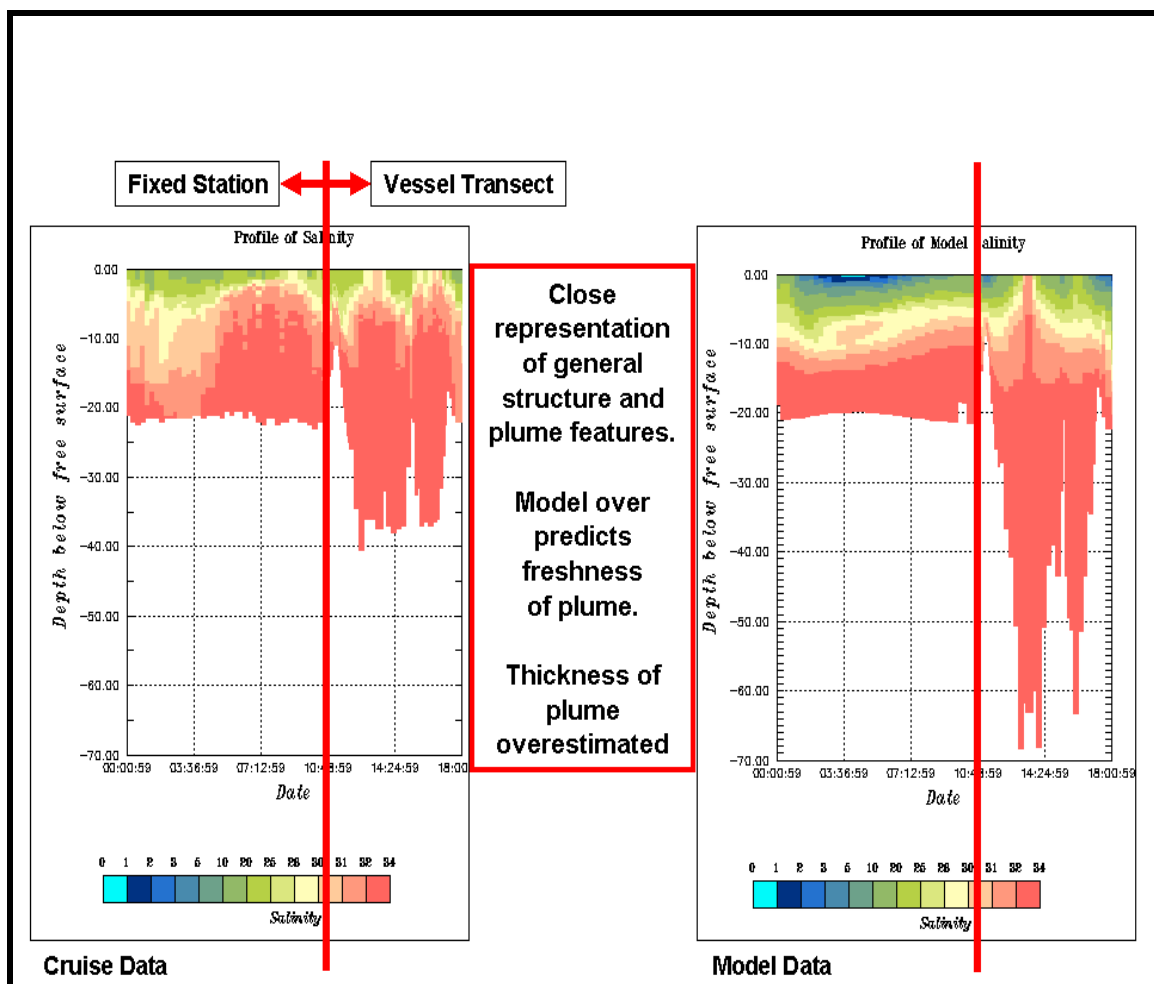 Fixed Station
Vessel Transect
Profile of Salinity
0.00
-10.00
-20.00
-30.00
-40.00
-50.00
-60.00
-70.00
Depth below free surface
00:00:59 03:36:59 07:12:59 10:48:59 14:24:59 18:00
Date
0 1 2 3 5 10 20 25 28 30 31 32 34
Salinity
Cruise Data
Close
representation
of general
structure and
plume features.
Model over
predicts
freshness
of plume.
Thickness of
plume
overestimated
Profile of Model Salinity
0.00
-10.00
-20.00
-30.00
-40.00
-50.00
-60.00
-70.00
Depth below free surface
00:00:59 03:36:59 07:12:59 10:48:59 14:24:59 18:00:59
Date
0 1 2 3 5 10 20 25 28 30 31 32 34
Salinity
Model Data